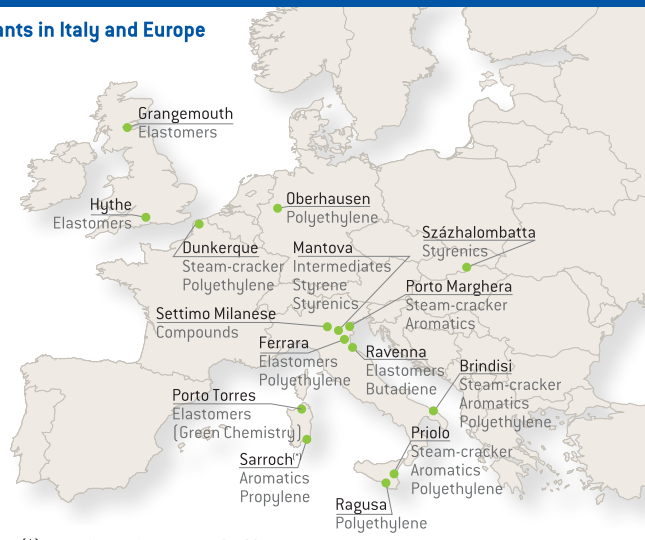 ants in Italy and Europe
Grangemouth
Elastomers
Hythe
Elastomers
Oberhausen
Polyethylene
Dunkerque
Steam-cracker
Polyethylene
Mantova
Intermediates
Styrene
Styrenics
Százhalombatta
Styrenics
Porto Marghera
Steam-cracker
Aromatics
Settimo Milanese
Compounds
Ferrara
Elastomers
Polyethylene
Ravenna
Elastomers
Butadiene
Brindisi
Steam-cracker
Aromatics
Polyethylene
Porto Torres
Elastomers
(Green Chemistry)
Sarroch(*)
Aromatics
Propylene
Priolo
Steam-cracker
Aromatics
Polyethylene
Ragusa
Polyethylene